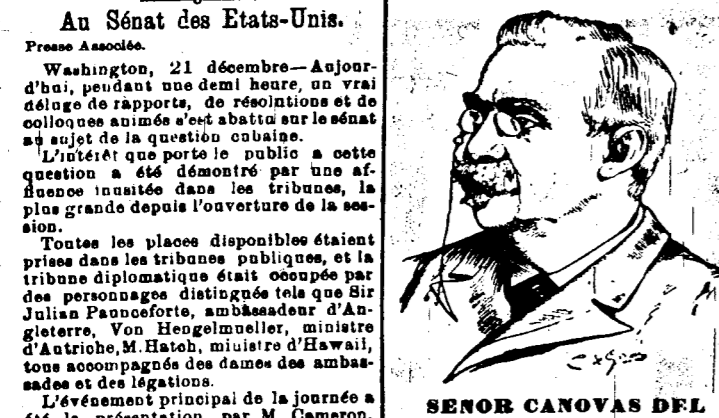 Au Sénat des Etats-Unis.
Presse Associée.
Washington, 21 décembre—Aujour-
d'hui, pendant une demi heure, un vrai
déluge de rapports, de résolutions et de
colloques animés s'est abattu sur le sénat
au sujet de la question cubaine.
L'intérêt que porte le public a cette
question a été démontré par une af-
fluence inusitée dans les tribunes, la
plus grande depuis l'ouverture de la ses-
sion.
Toutes les places disponibles étaient
prises dans les tribunes publiques, et la
tribune diplomatique était occupée par
des personnages distingués tels que Sir
Julian Paunceforte, ambassadeur d'An-
gleterre, Von Hengelmueller, ministre
d'Autriche, M. Hatch, ministre d'Hawaii,
tous accompagnés des dames des ambas-
sades et des légations.
L'événement principal de la journée a
été la présentation, par M. Cameron,
SENOR CANOVAS DEL